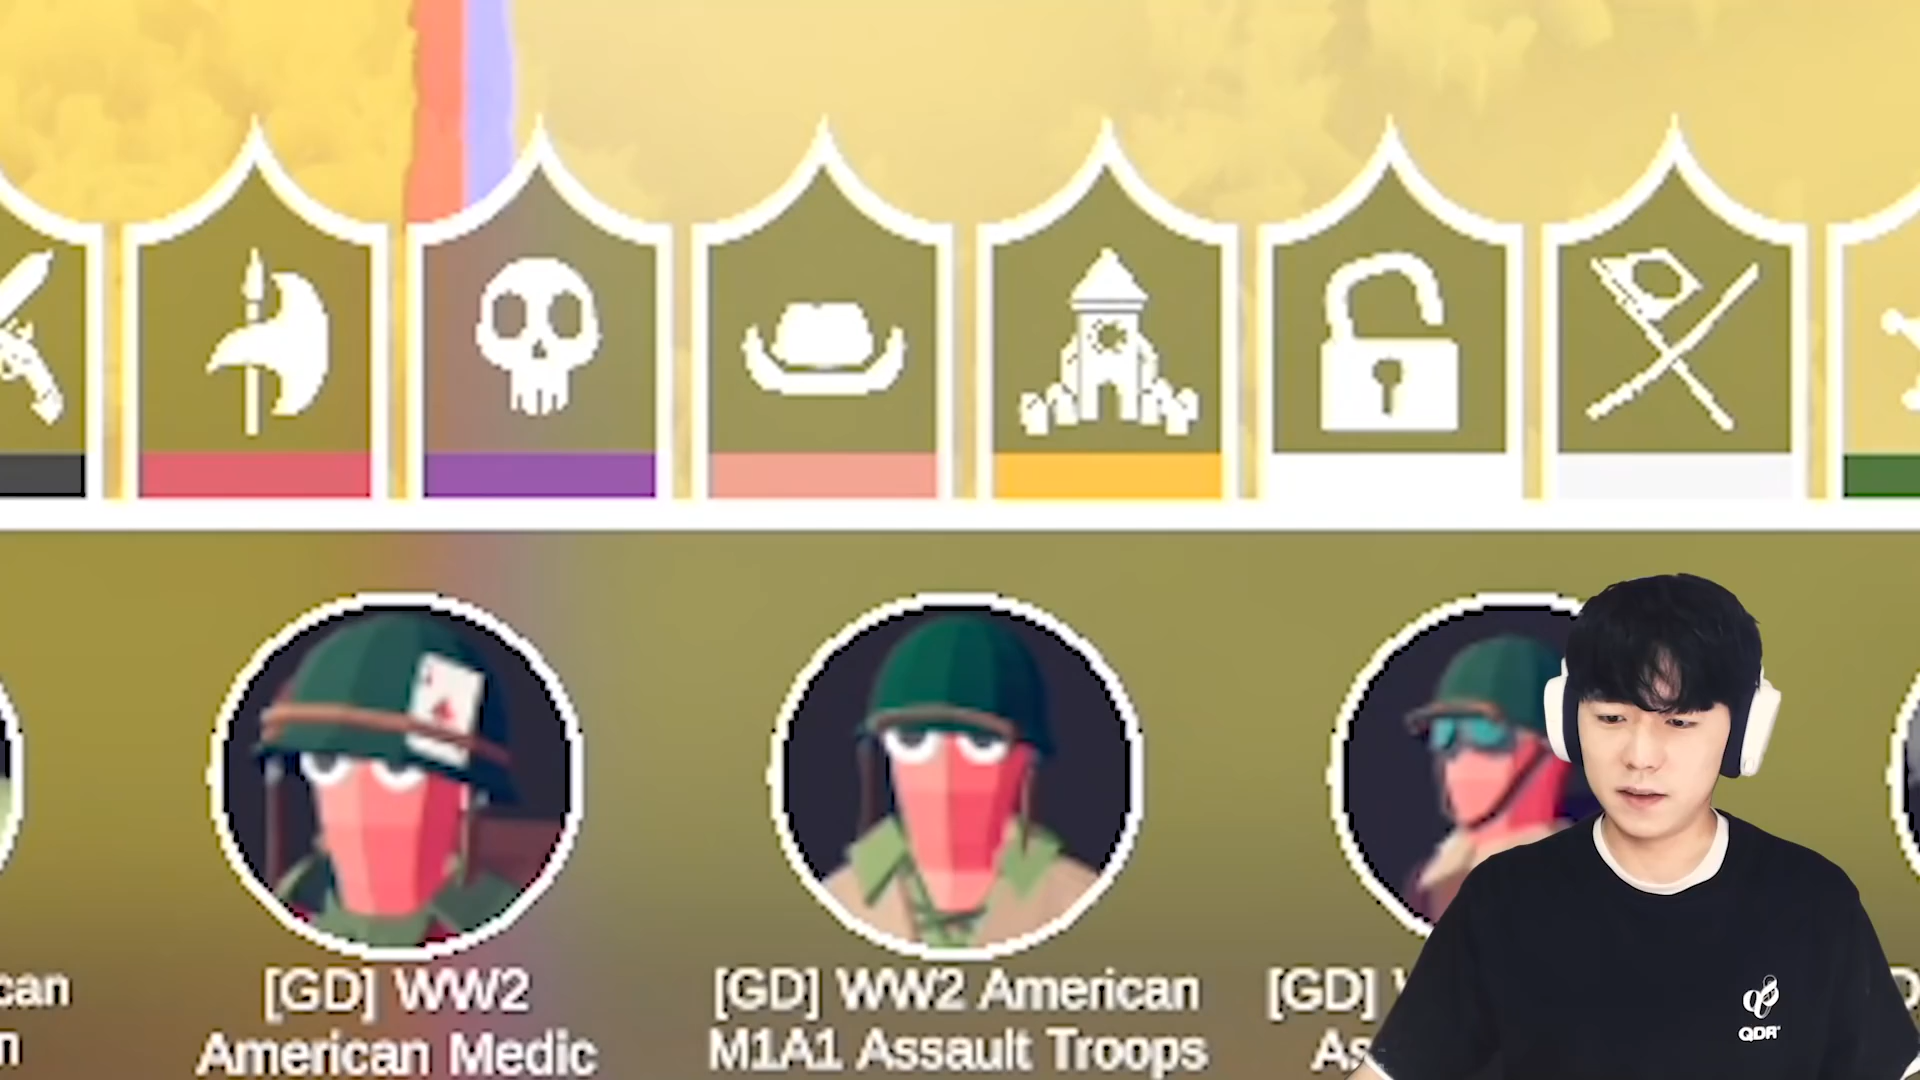 can
n
[GD] WW2
American Medic
[GD] WW2 American
M1A1 Assault Troops
[GD]
As
QDR